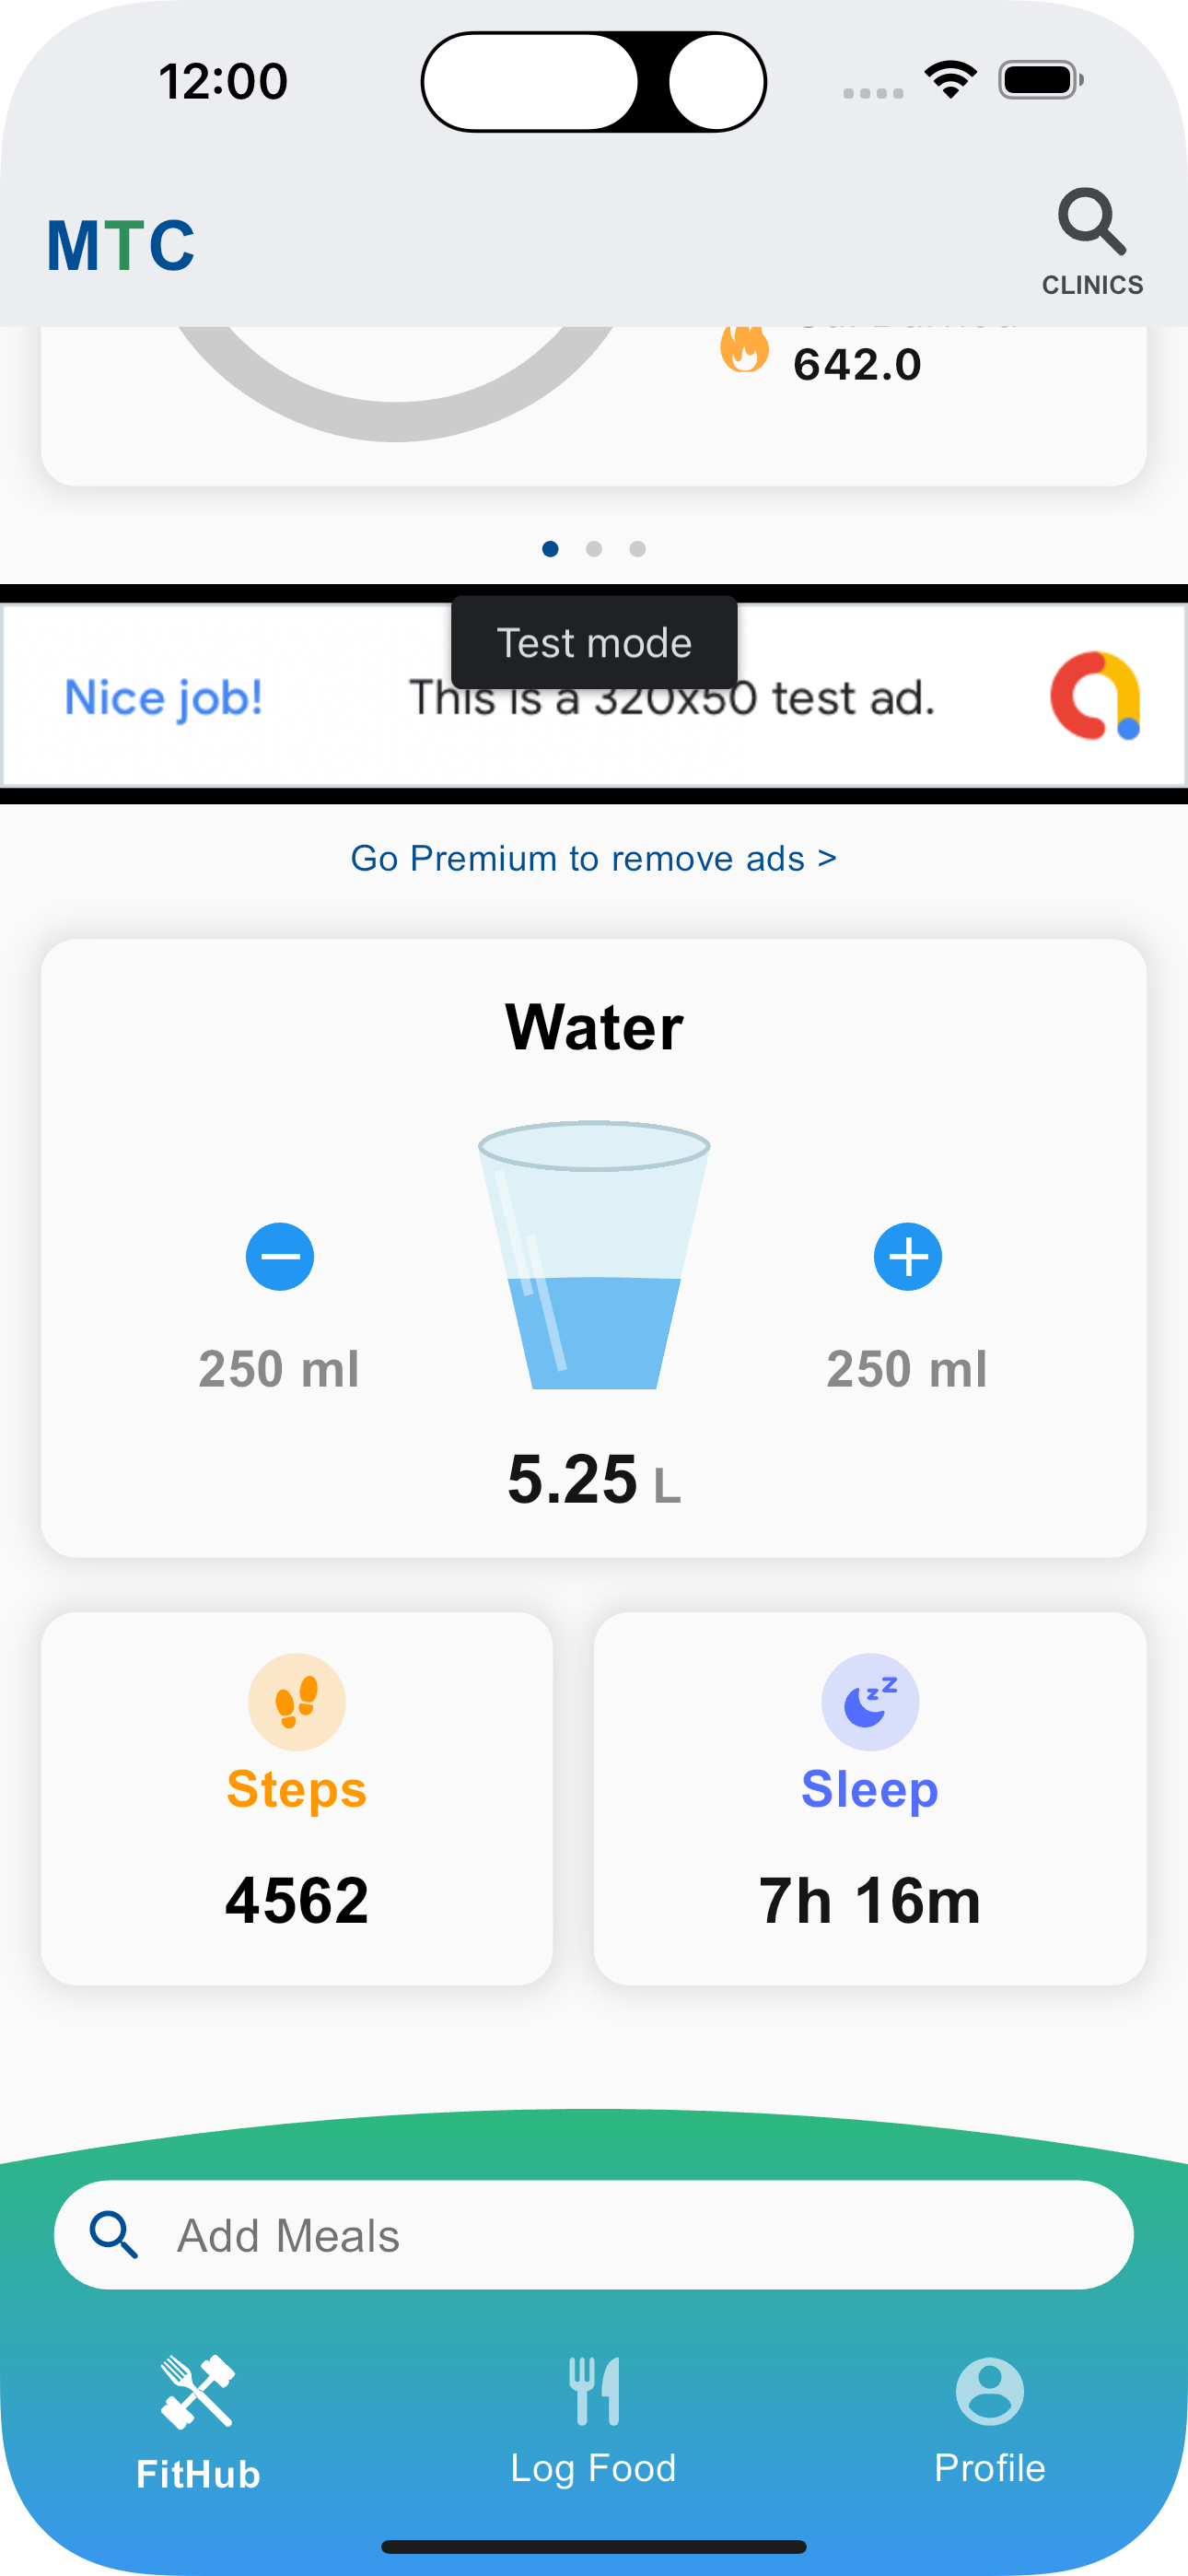 12:00
MTC
CLINICS
642.0
Test mode
Nice job!
This is a 320x50 test ad.
Go Premium to remove ads >
Water
250 ml
250 ml
5.25 L
Steps
Sleep
4562
7h 16m
Add Meals
FitHub
Log Food
Profile